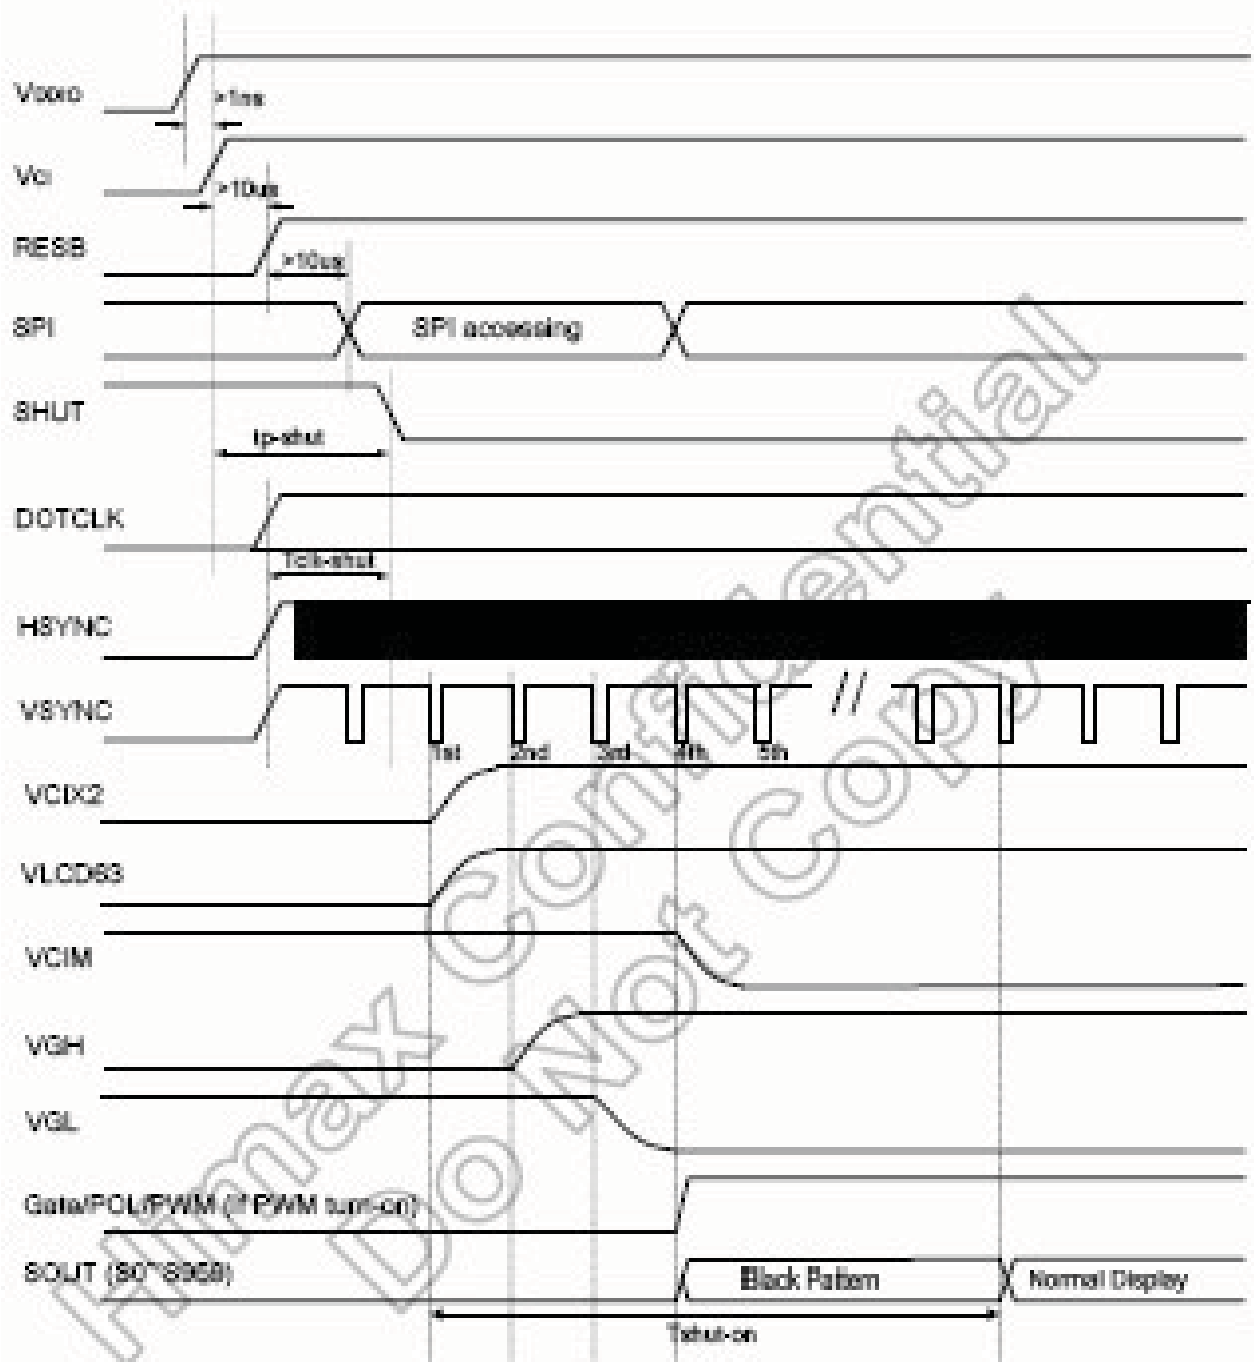 VDDIO
>1ns
VCI
>10us
RESB
>10us
SPI
SPI accessing
SHUT
tp-shut
DOTCLK
Tclk-shut
HSYNC
VSYNC
//
1st
2nd
3rd
4th
5th
VCIX2
VLCD63
VCIM
VGH
VGL
Gate/POL/PWM (if PWM turn-on)
SOUT (S0~S959)
Black Pattern
Normal Display
Tshut-on
Himax Confidential
Do Not Copy